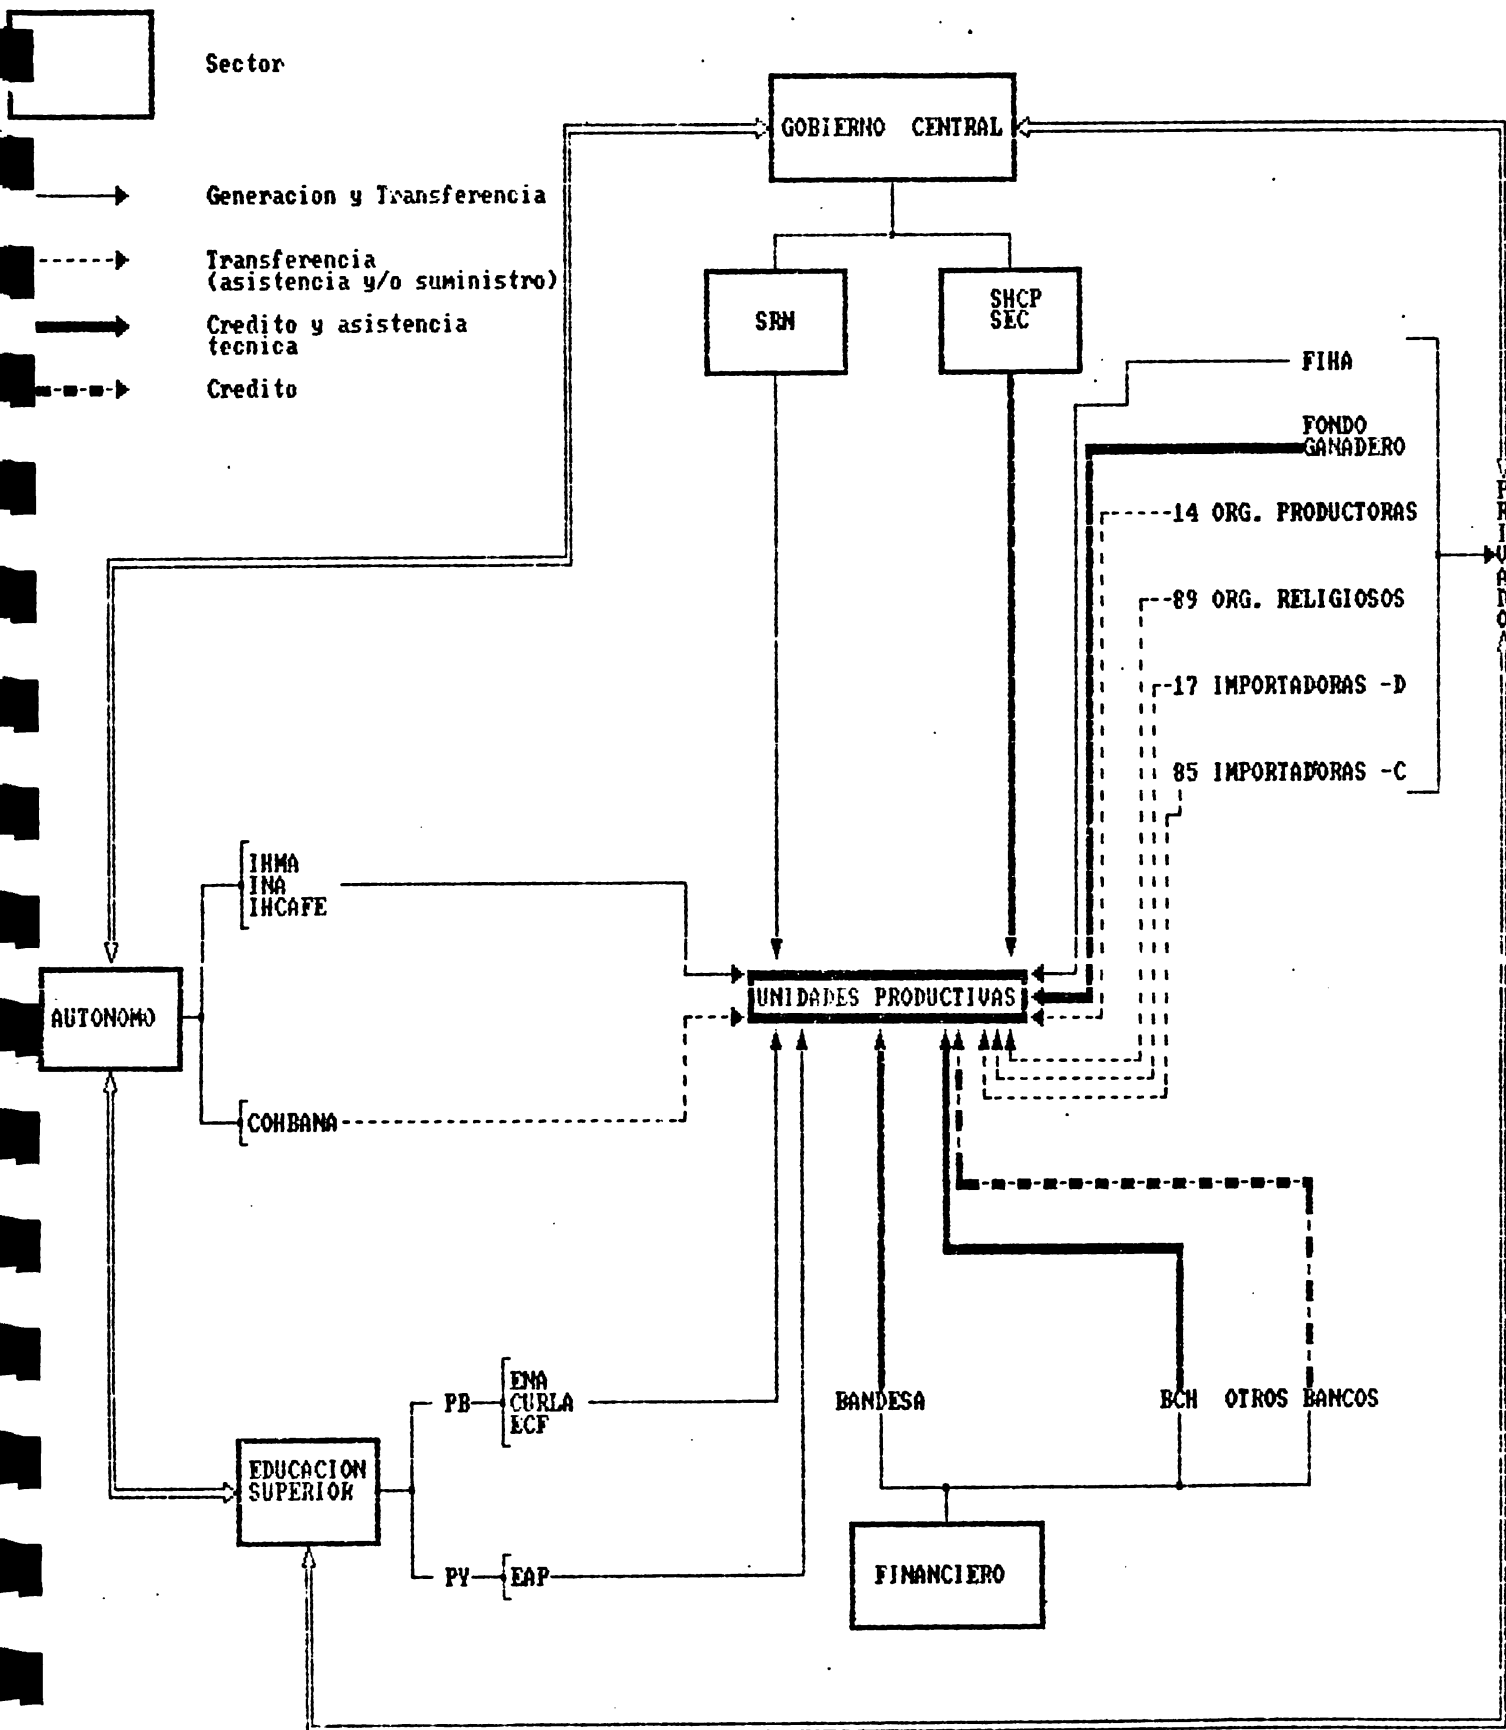 Sector
Generacion y Transferencia
Transferencia
(asistencia y/o suministro)
Credito y asistencia
tecnica
Credito
GOBIERNO CENTRAL
SRN
SHCP
SEC
FIHA
FONDO
GANADERO
14 ORG. PRODUCTORAS
89 ORG. RELIGIOSOS
17 IMPORTADORAS -D
85 IMPORTADORAS -C
PRIVADO
IHMA
INA
IHCAFE
AUTONOMO
COHBANA
UNIDADES PRODUCTIVAS
PB
ENA
CURLA
ECF
EDUCACION
SUPERIOR
PV
EAP
BANDESA
BCH
OTROS BANCOS
FINANCIERO